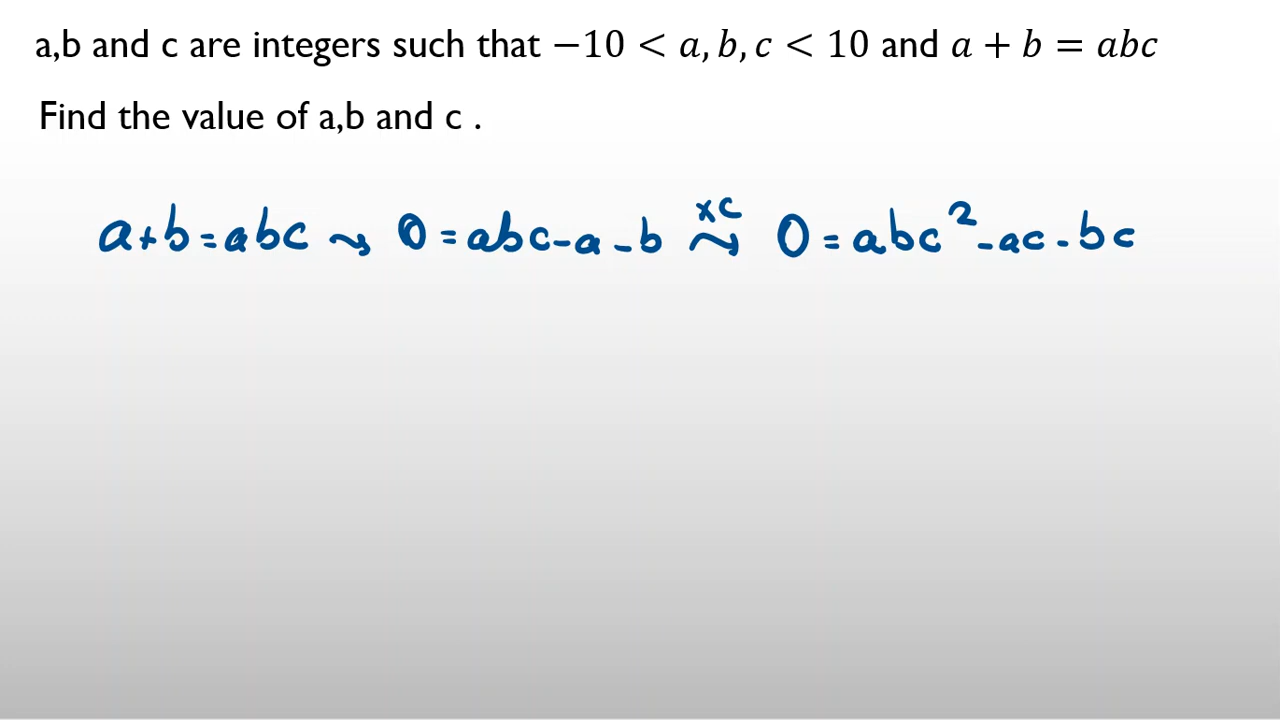 a,b and c are integers such that −10 < a, b, c < 10 and a + b = abc
Find the value of a,b and c .
a+b=abc ⇝ 0=abc-a-b ⇝ (xc) 0=abc²-ac-bc